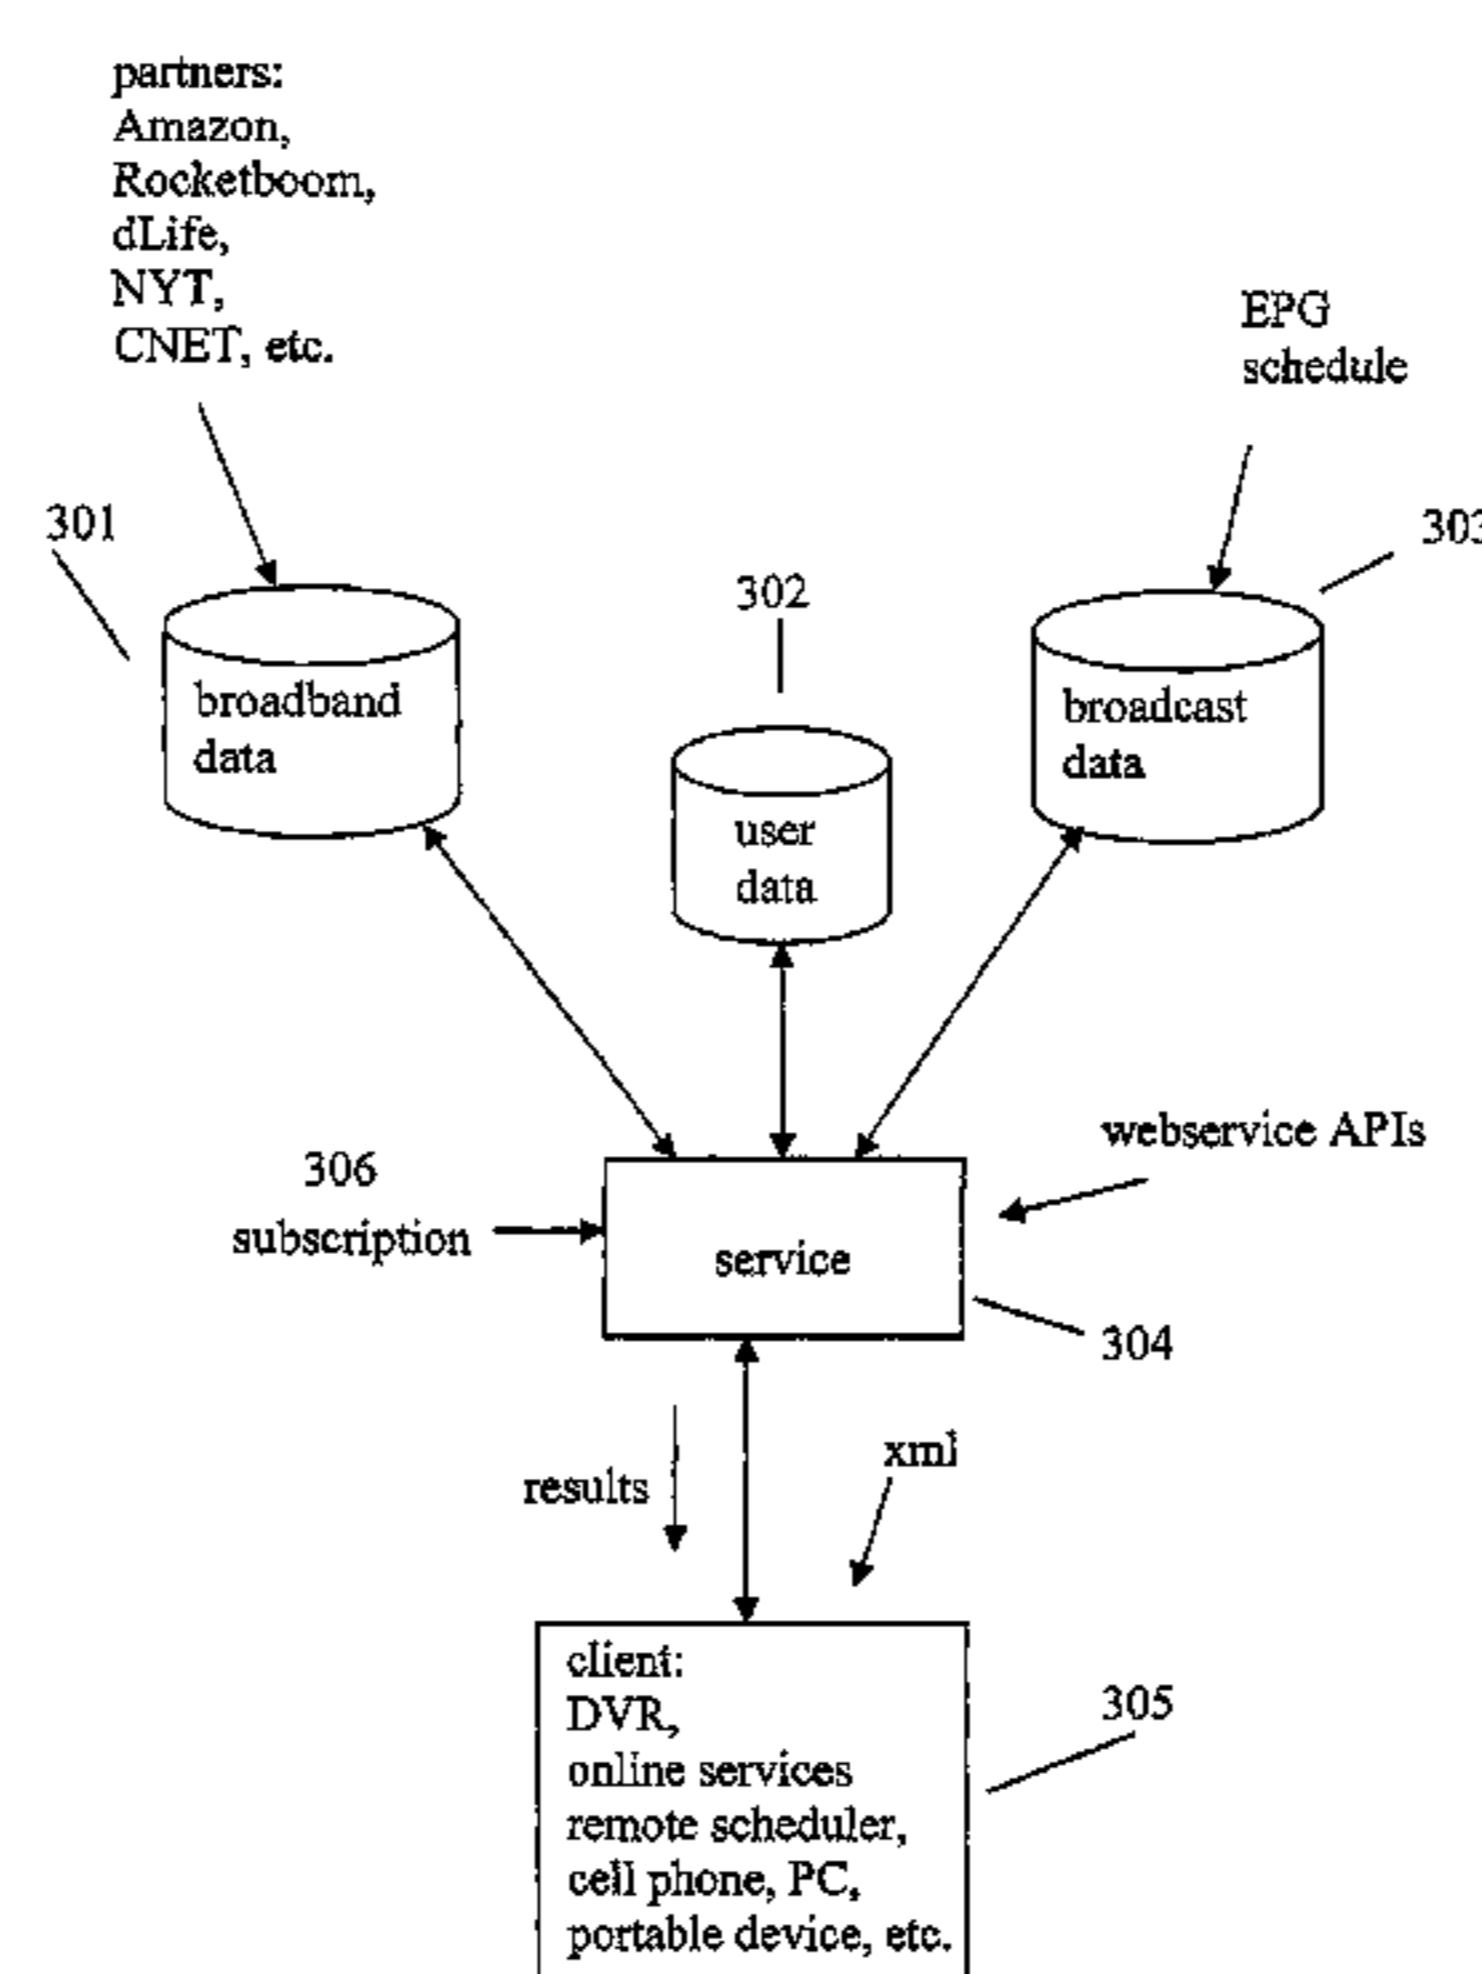 partners:
Amazon,
Rocketboom,
dLife,
NYT,
CNET, etc.
EPG
schedule
301
302
303
broadband
data
user
data
broadcast
data
webservice APIs
306
subscription
service
304
results
xml
client:
DVR,
online services
remote scheduler,
cell phone, PC,
portable device, etc.
305